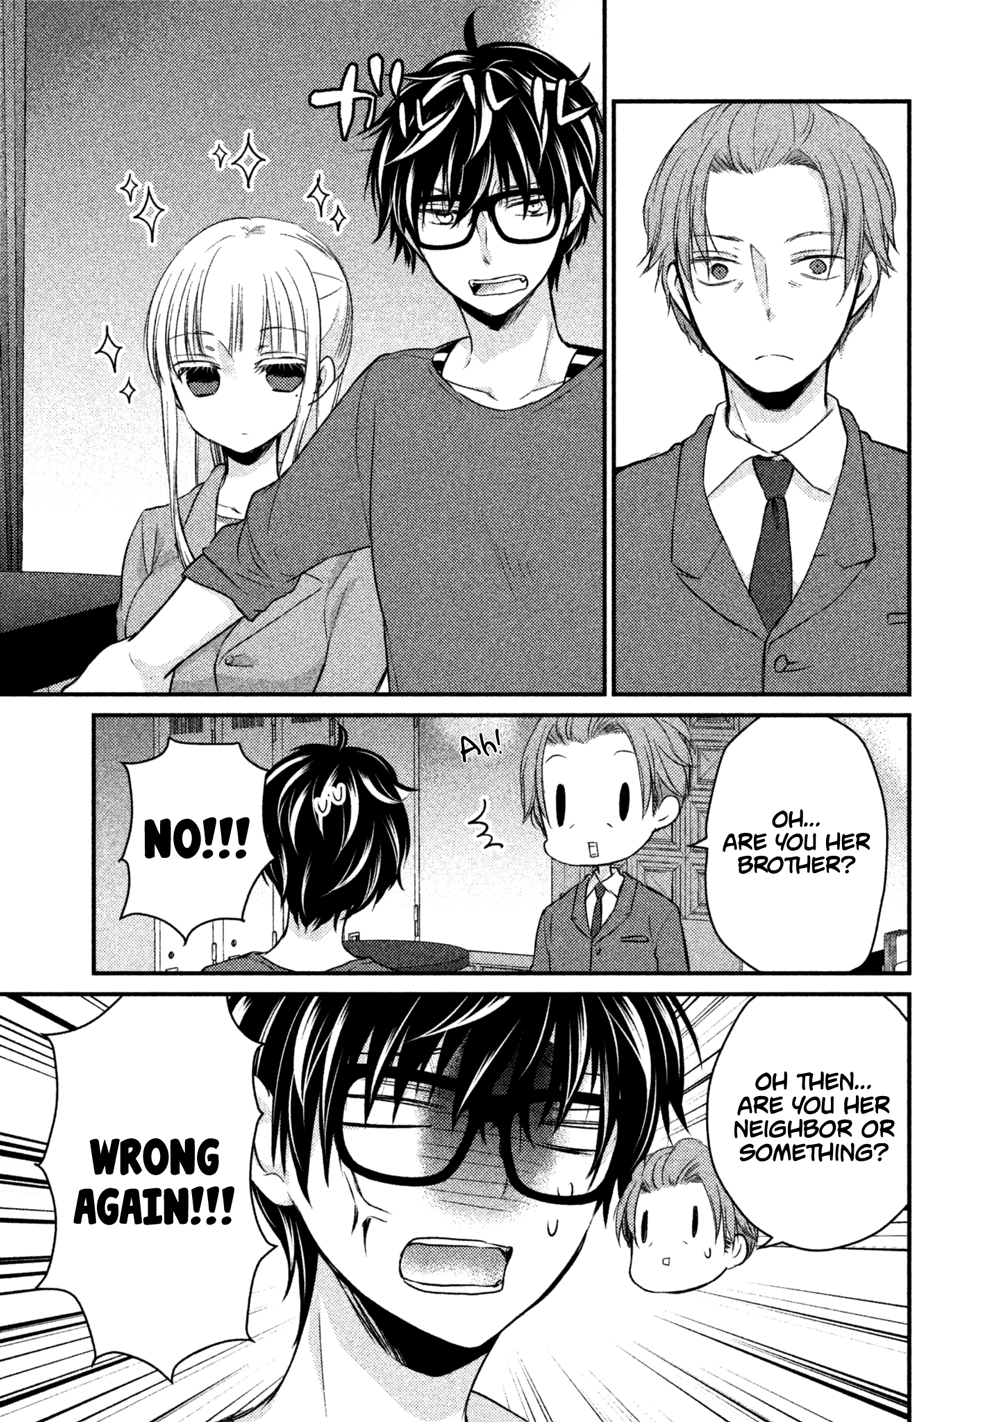 ガルルル
Ah!
OH...
ARE YOU HER
BROTHER?
NO!!!
OH THEN...
ARE YOU HER
NEIGHBOR OR
SOMETHING?
WRONG
AGAIN!!!